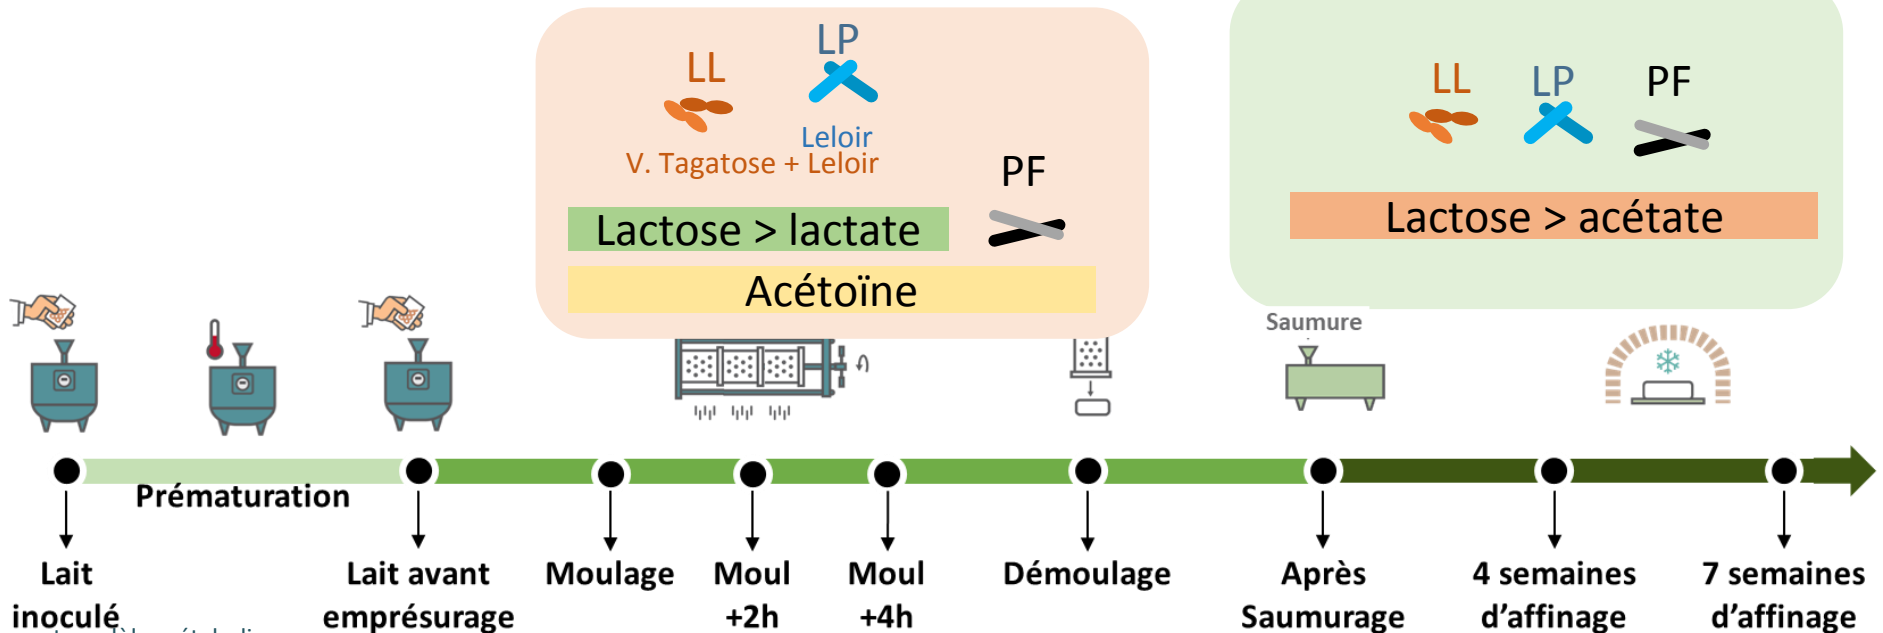 LL
LP
Leloir
V. Tagatose + Leloir
PF
Lactose > lactate
Acétoïne
LL
LP
PF
Lactose > acétate
Saumure
Prématuration
Lait
inoculé
Lait avant
emprésurage
Moulage
Moul
+2h
Moul
+4h
Démoulage
Après
Saumurage
4 semaines
d'affinage
7 semaines
d'affinage